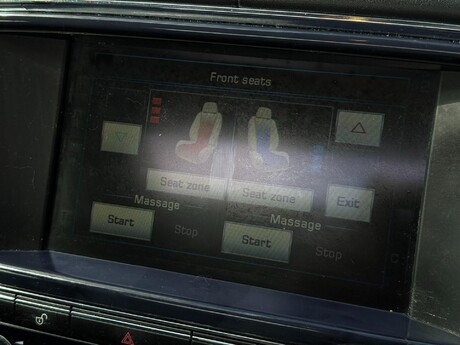 Front seats
Seat zone Seat zone Exit
Massage Massage
Start Stop Start Stop